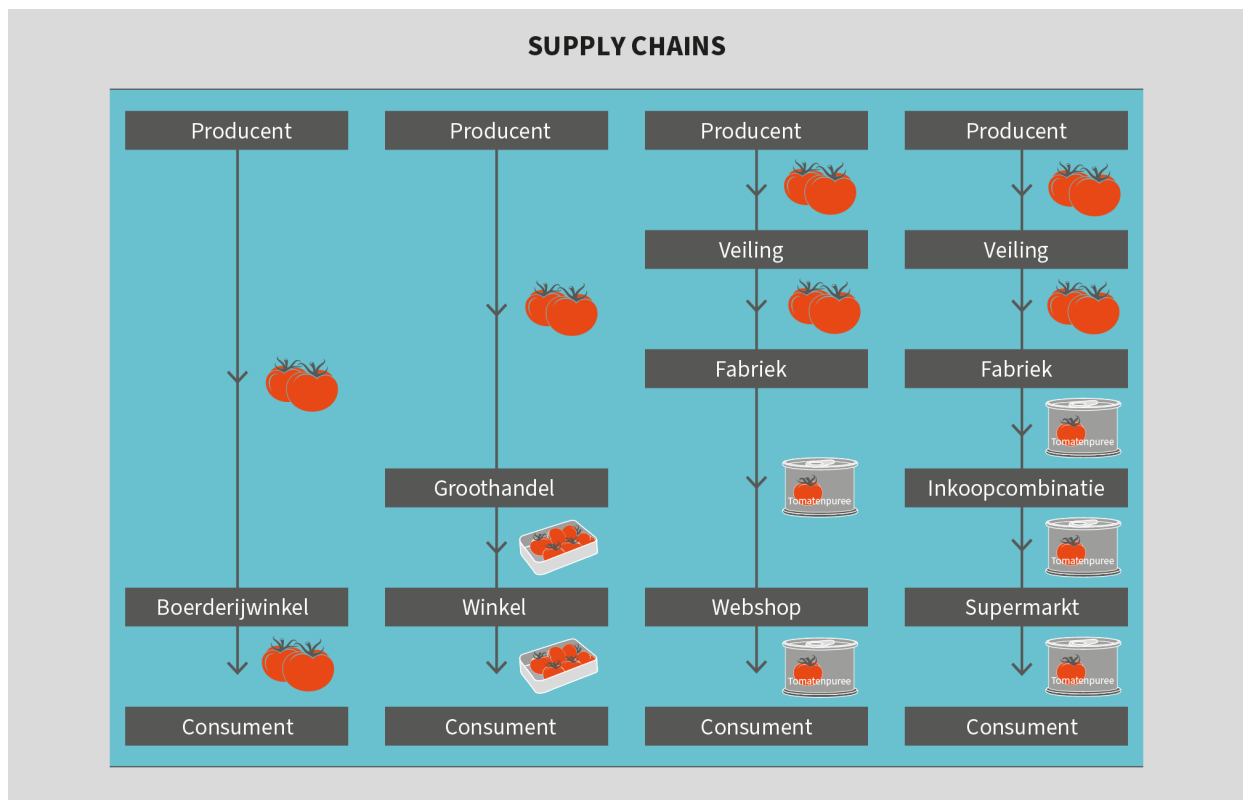 SUPPLY CHAINS
Producent
Producent
Producent
Producent
Veiling
Veiling
Fabriek
Fabriek
Tomatenpuree
Groothandel
Tomatenpuree
Inkoopcombinatie
Tomatenpuree
Boerderijwinkel
Winkel
Webshop
Supermarkt
Tomatenpuree
Tomatenpuree
Consument
Consument
Consument
Consument